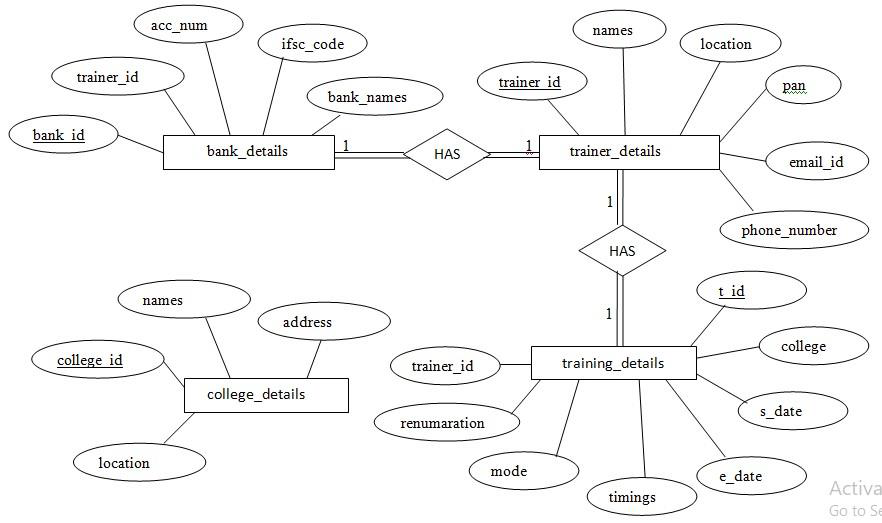 acc_num
names
ifsc_code
location
trainer_id
trainer_id
pan
bank_names
bank_id
1
1
bank_details
HAS
trainer_details
email_id
1
phone_number
HAS
t_id
names
address
1
college
college_id
trainer_id
training_details
college_details
s_date
renumaration
location
mode
e_date
timings
Activa
Go to Se